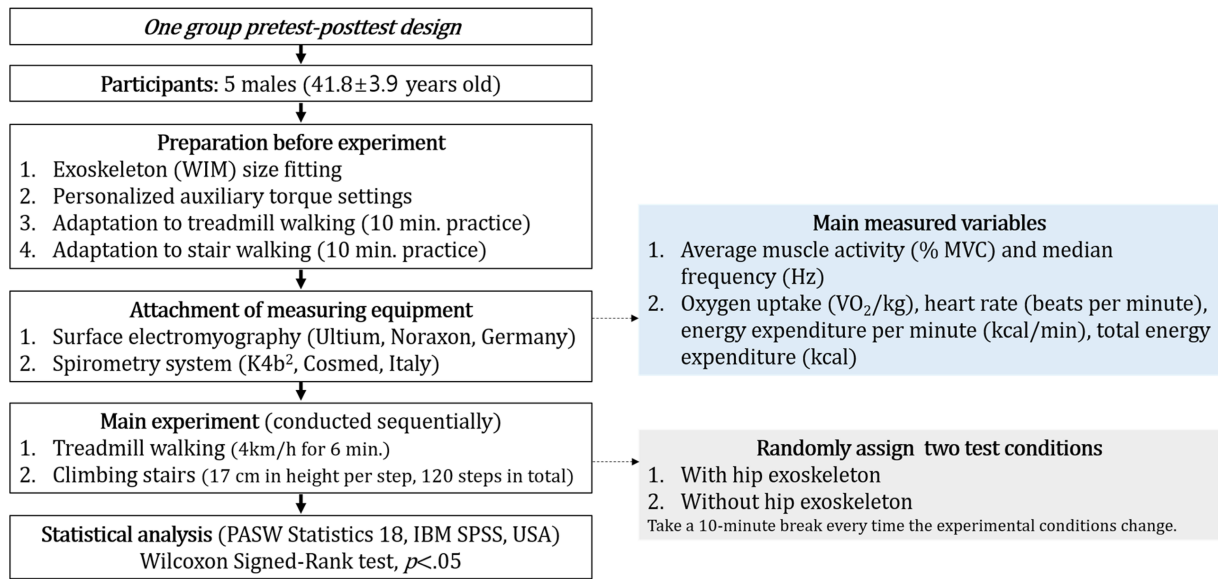 One group pretest-posttest design
Participants: 5 males (41.8±3.9 years old)
Preparation before experiment
1. Exoskeleton (WIM) size fitting
2. Personalized auxiliary torque settings
3. Adaptation to treadmill walking (10 min. practice)
4. Adaptation to stair walking (10 min. practice)
Attachment of measuring equipment
1. Surface electromyography (Ultium, Noraxon, Germany)
2. Spirometry system (K4b², Cosmed, Italy)
Main measured variables
1. Average muscle activity (% MVC) and median
frequency (Hz)
2. Oxygen uptake (VO₂/kg), heart rate (beats per minute),
energy expenditure per minute (kcal/min), total energy
expenditure (kcal)
Main experiment (conducted sequentially)
1. Treadmill walking (4km/h for 6 min.)
2. Climbing stairs (17 cm in height per step, 120 steps in total)
Randomly assign two test conditions
1. With hip exoskeleton
2. Without hip exoskeleton
Take a 10-minute break every time the experimental conditions change.
Statistical analysis (PASW Statistics 18, IBM SPSS, USA)
Wilcoxon Signed-Rank test, p<.05